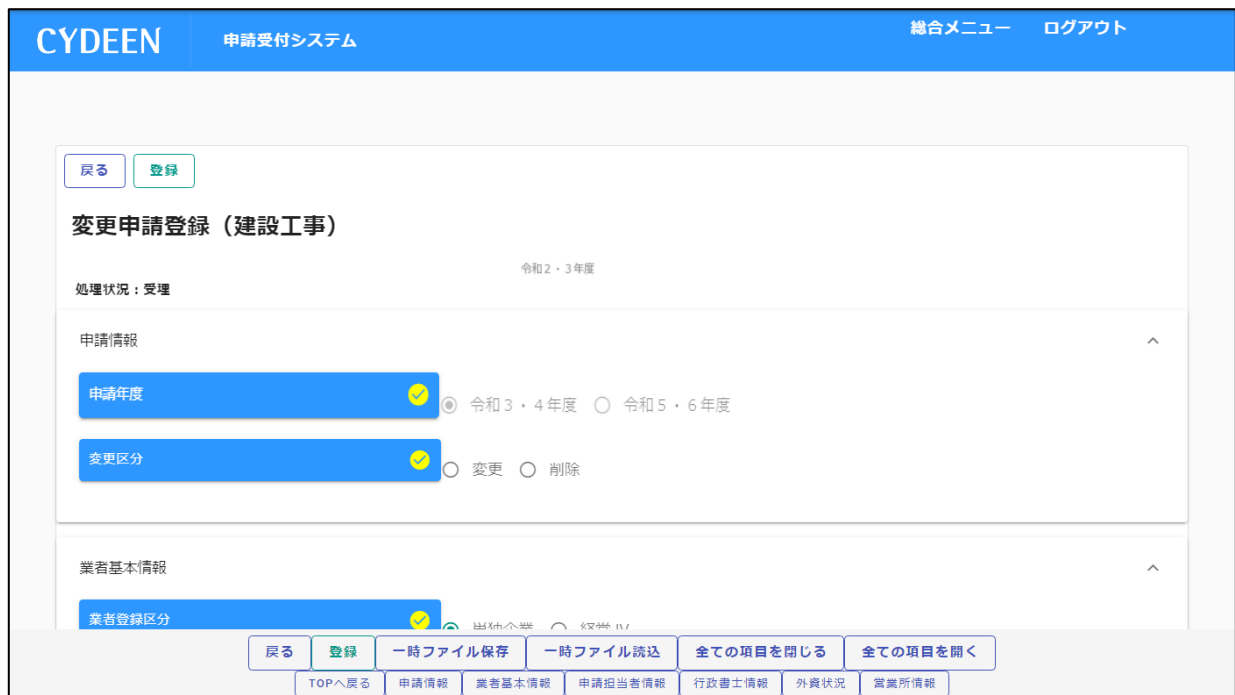 CYDEEN 申請受付システム 総合メニュー ログアウト
戻る 登録
変更申請登録（建設工事）
令和2・3年度
処理状況：受理
申請情報
申請年度 令和3・4年度 令和5・6年度
変更区分 変更 削除
業者基本情報
業者登録区分 単独企業 経常JV
戻る 登録 一時ファイル保存 一時ファイル読込 全ての項目を閉じる 全ての項目を開く
TOPへ戻る 申請情報 業者基本情報 申請担当者情報 行政書士情報 外資状況 営業所情報